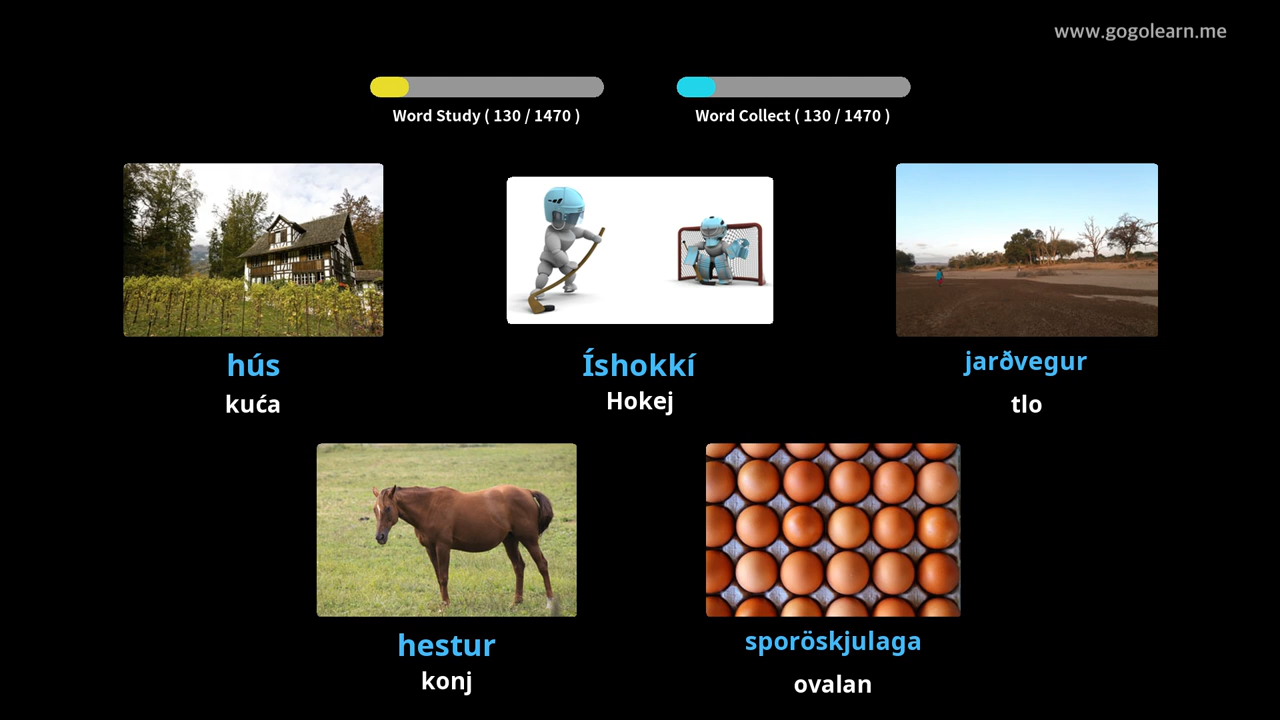 www.gogolearn.me
Word Study ( 130 / 1470 )
Word Collect ( 130 / 1470 )
hús
kuća
Íshokkí
Hokej
jarðvegur
tlo
hestur
konj
sporöskjulaga
ovalan